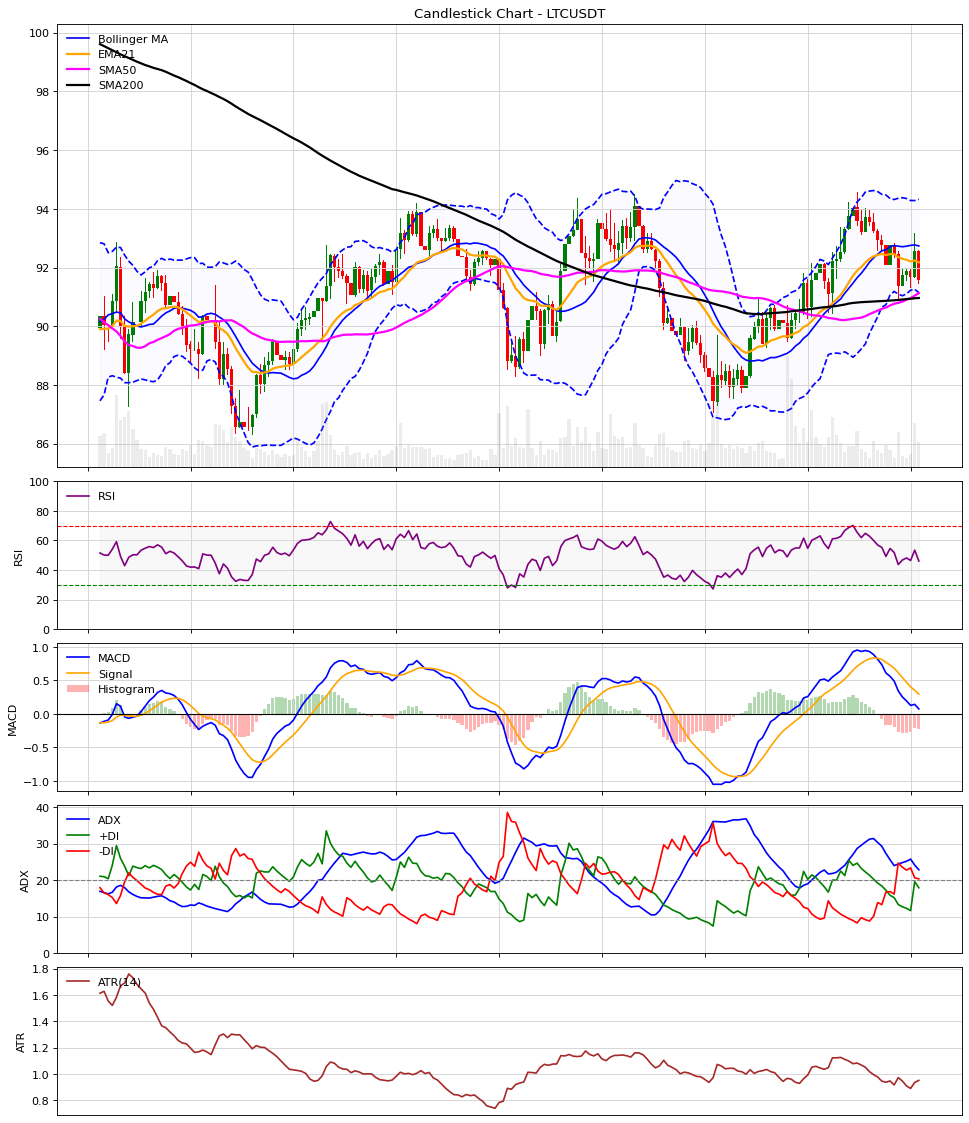 Candlestick Chart - LTCUSDT
Bollinger MA
EMA21
SMA50
SMA200
100
98
96
94
92
90
88
86
RSI
RSI
100
80
60
40
20
0
MACD
Signal
Histogram
MACD
1.0
0.5
0.0
−0.5
−1.0
ADX
+DI
-DI
ADX
40
30
20
10
0
ATR(14)
ATR
1.8
1.6
1.4
1.2
1.0
0.8